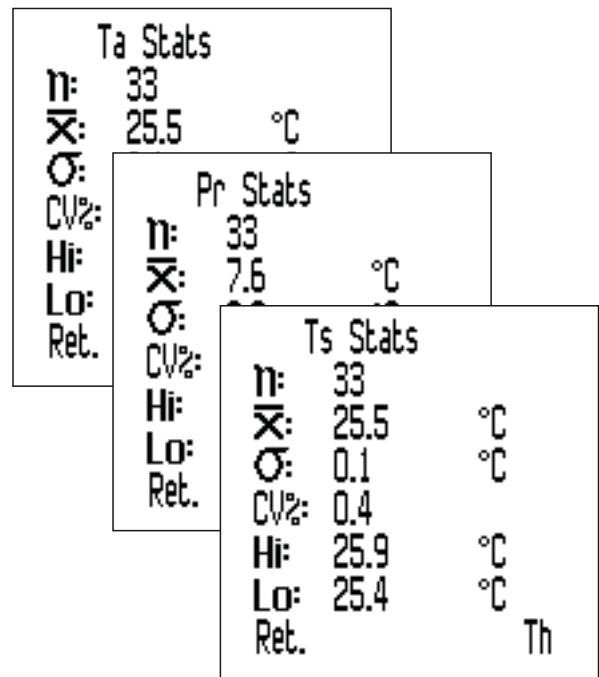 Ta Stats
n: 33
x̅: 25.5 °C
σ:
CV%:
Hi:
Lo:
Ret.
Pr Stats
n: 33
x̅: 7.6 °C
σ:
CV%:
Hi:
Lo:
Ret.
Ts Stats
n: 33
x̅: 25.5 °C
σ: 0.1 °C
CV%: 0.4
Hi: 25.9 °C
Lo: 25.4 °C
Ret. Th